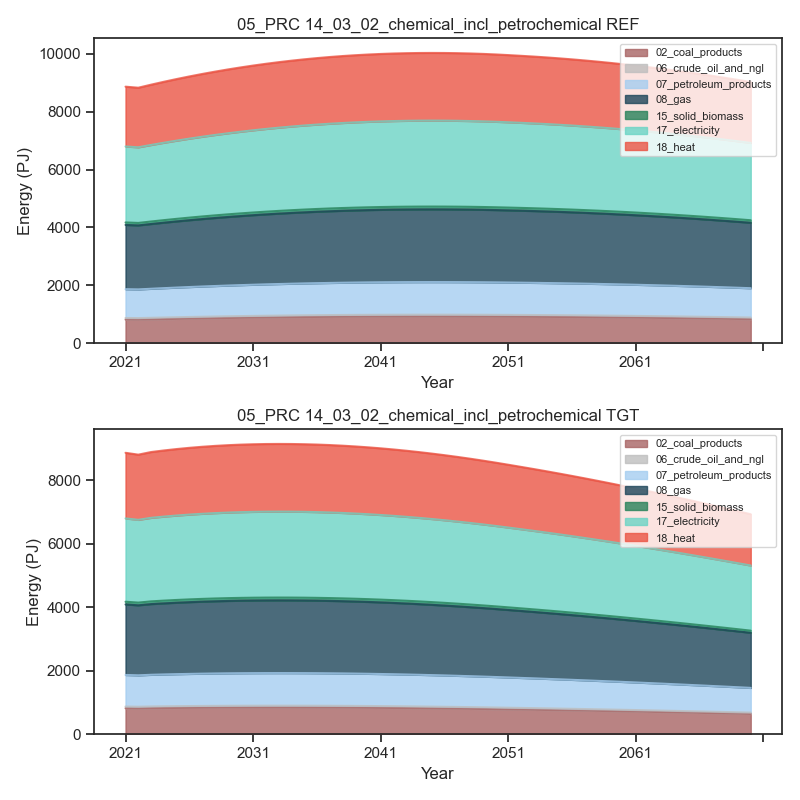 05_PRC 14_03_02_chemical_incl_petrochemical REF
10000
8000
6000
4000
2000
0
Energy (PJ)
02_coal_products
06_crude_oil_and_ngl
07_petroleum_products
08_gas
15_solid_biomass
17_electricity
18_heat
2021 2031 2041 2051 2061
Year
05_PRC 14_03_02_chemical_incl_petrochemical TGT
8000
6000
4000
2000
0
Energy (PJ)
02_coal_products
06_crude_oil_and_ngl
07_petroleum_products
08_gas
15_solid_biomass
17_electricity
18_heat
2021 2031 2041 2051 2061
Year